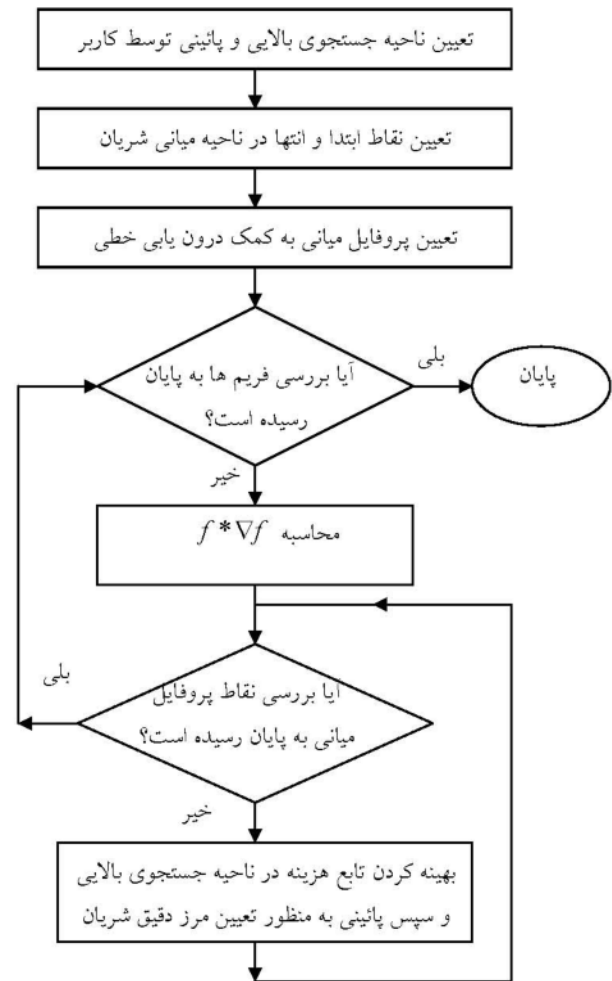 تعیین ناحیه جستجوی بالایی و پائینی توسط کاربر
تعیین نقاط ابتدا و انتها در ناحیه میانی شریان
تعیین پروفایل میانی به کمک درون یابی خطی
آیا بررسی فریم ها به پایان
رسیده است؟
بلی
پایان
خیر
محاسبه f * ∇f
آیا بررسی نقاط پروفایل
میانی به پایان رسیده است؟
بلی
خیر
بهینه کردن تابع هزینه در ناحیه جستجوی بالایی
و سپس پائینی به منظور تعیین مرز دقیق شریان